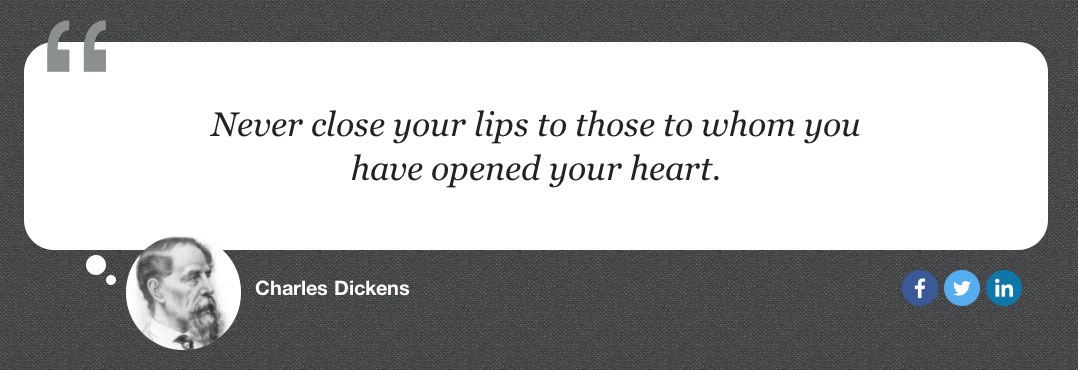 Never close your lips to those to whom you
have opened your heart.
Charles Dickens
f
in